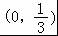 (0, 1/3)